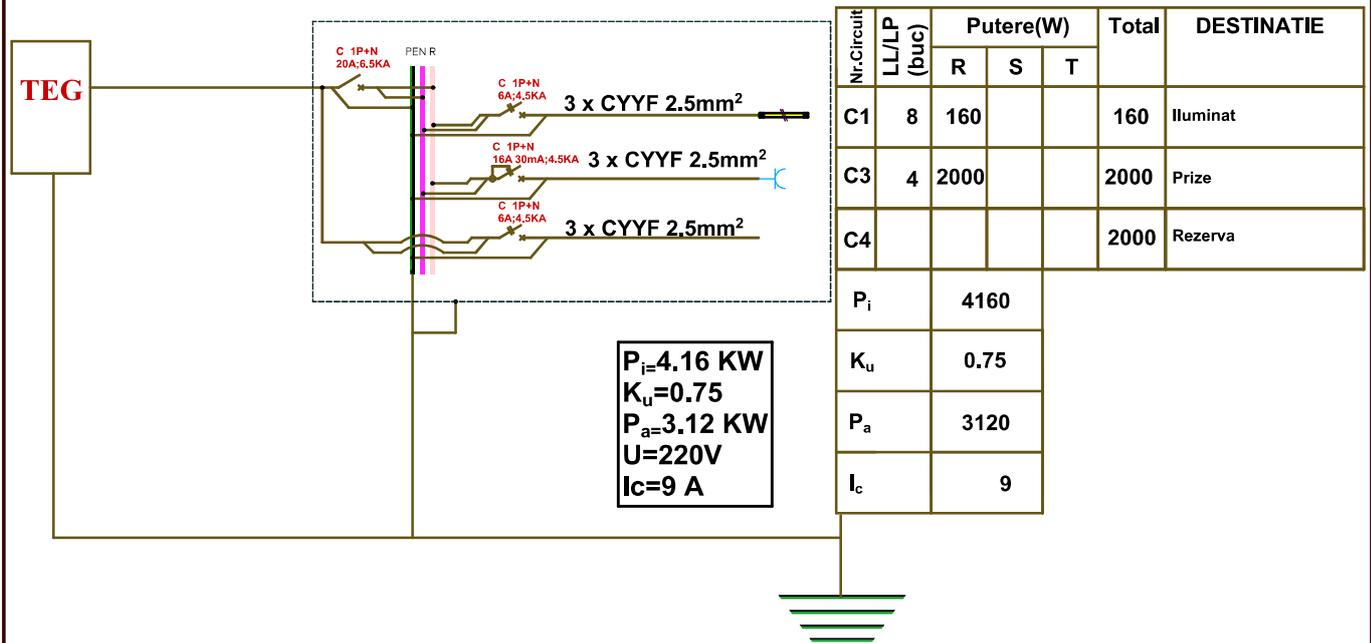 TEG
C 1P+N
20A;6.5KA
PEN R
C 1P+N
6A;4.5KA
3 x CYYF 2.5mm²
C 1P+N
16A 30mA;4.5KA
3 x CYYF 2.5mm²
C 1P+N
6A;4.5KA
3 x CYYF 2.5mm²
Pi=4.16 KW
Ku=0.75
Pa=3.12 KW
U=220V
Ic=9 A
Nr.Circuit LL/LP (buc) Putere(W) Total DESTINATIE
R S T
C1 8 160 160 Iluminat
C3 4 2000 2000 Prize
C4 2000 Rezerva
Pi 4160
Ku 0.75
Pa 3120
Ic 9